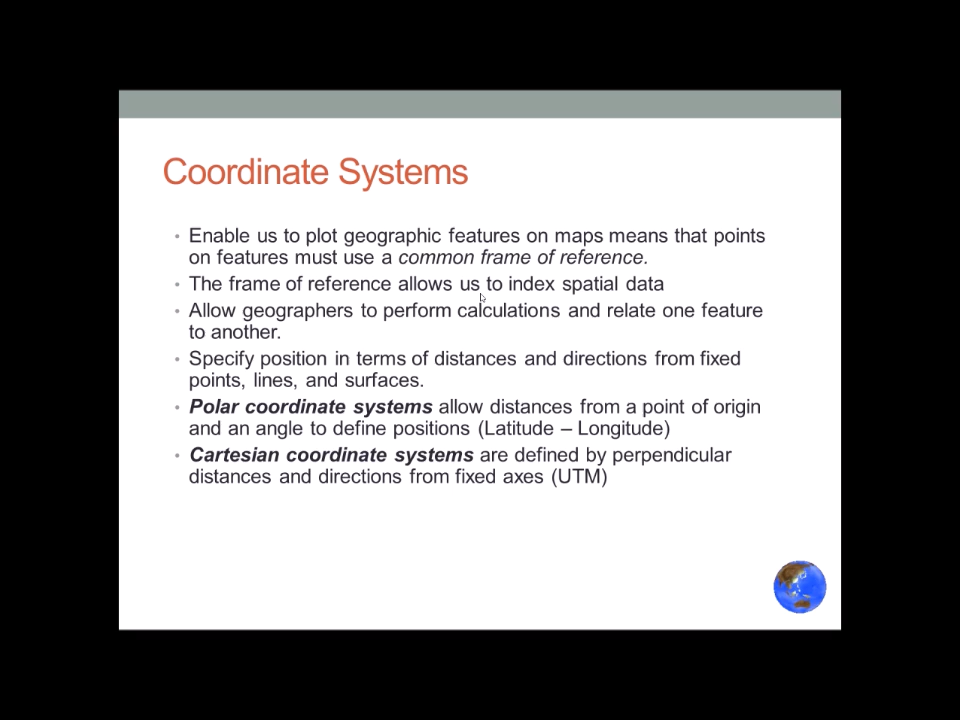 Coordinate Systems
• Enable us to plot geographic features on maps means that points
on features must use a common frame of reference.
• The frame of reference allows us to index spatial data
• Allow geographers to perform calculations and relate one feature
to another.
• Specify position in terms of distances and directions from fixed
points, lines, and surfaces.
• Polar coordinate systems allow distances from a point of origin
and an angle to define positions (Latitude – Longitude)
• Cartesian coordinate systems are defined by perpendicular
distances and directions from fixed axes (UTM)